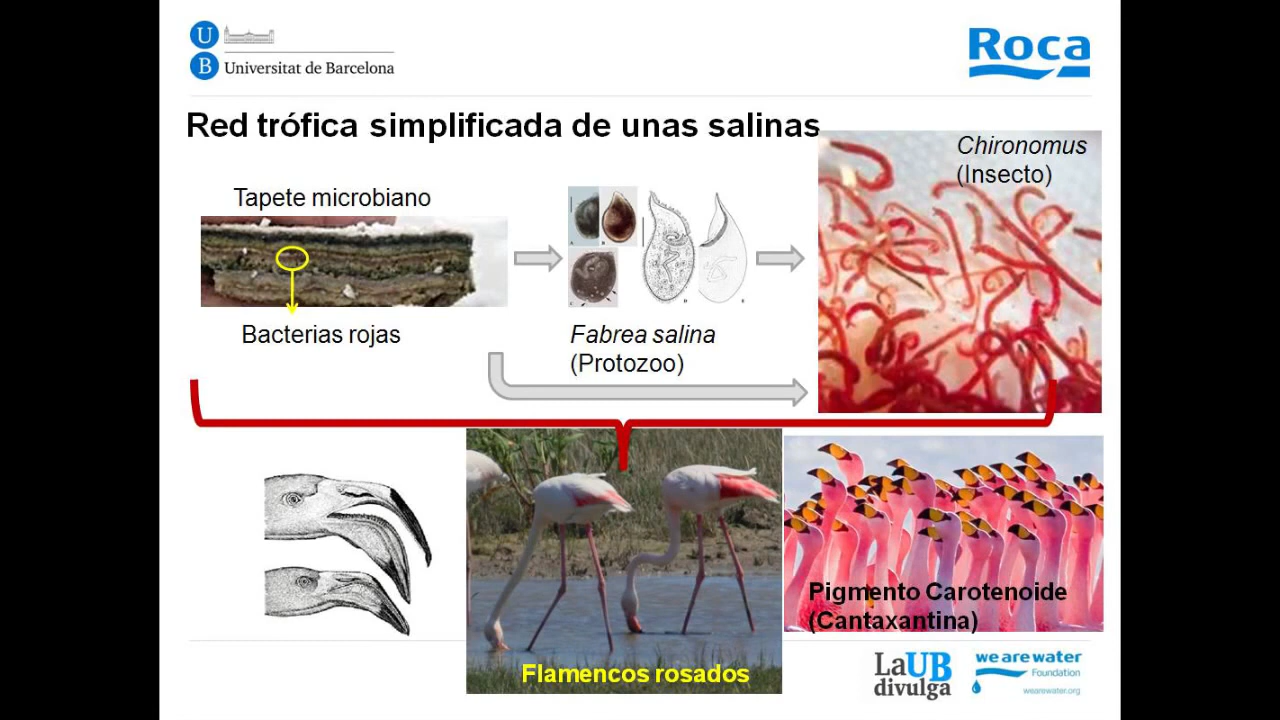 U
B
Universitat de Barcelona
Roca
Red trófica simplificada de unas salinas
Chironomus
(Insecto)
Tapete microbiano
A
B
C
D
E
Bacterias rojas
Fabrea salina
(Protozoo)
Pigmento Carotenoide
(Cantaxantina)
Flamencos rosados
LaUB
divulga
we are water
Foundation
wearewater.org